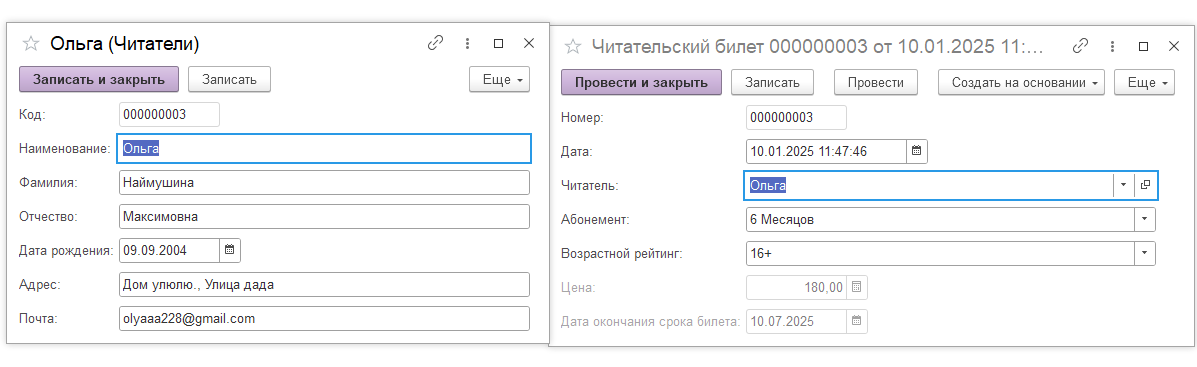 Ольга (Читатели)
Записать и закрыть Записать Еще
Код: 000000003
Наименование: Ольга
Фамилия: Наймушина
Отчество: Максимовна
Дата рождения: 09.09.2004
Адрес: Дом улюлю., Улица дада
Почта: olyaaa228@gmail.com
Читательский билет 000000003 от 10.01.2025 11:...
Провести и закрыть Записать Провести Создать на основании Еще
Номер: 000000003
Дата: 10.01.2025 11:47:46
Читатель: Ольга
Абонемент: 6 Месяцов
Возрастной рейтинг: 16+
Цена: 180,00
Дата окончания срока билета: 10.07.2025